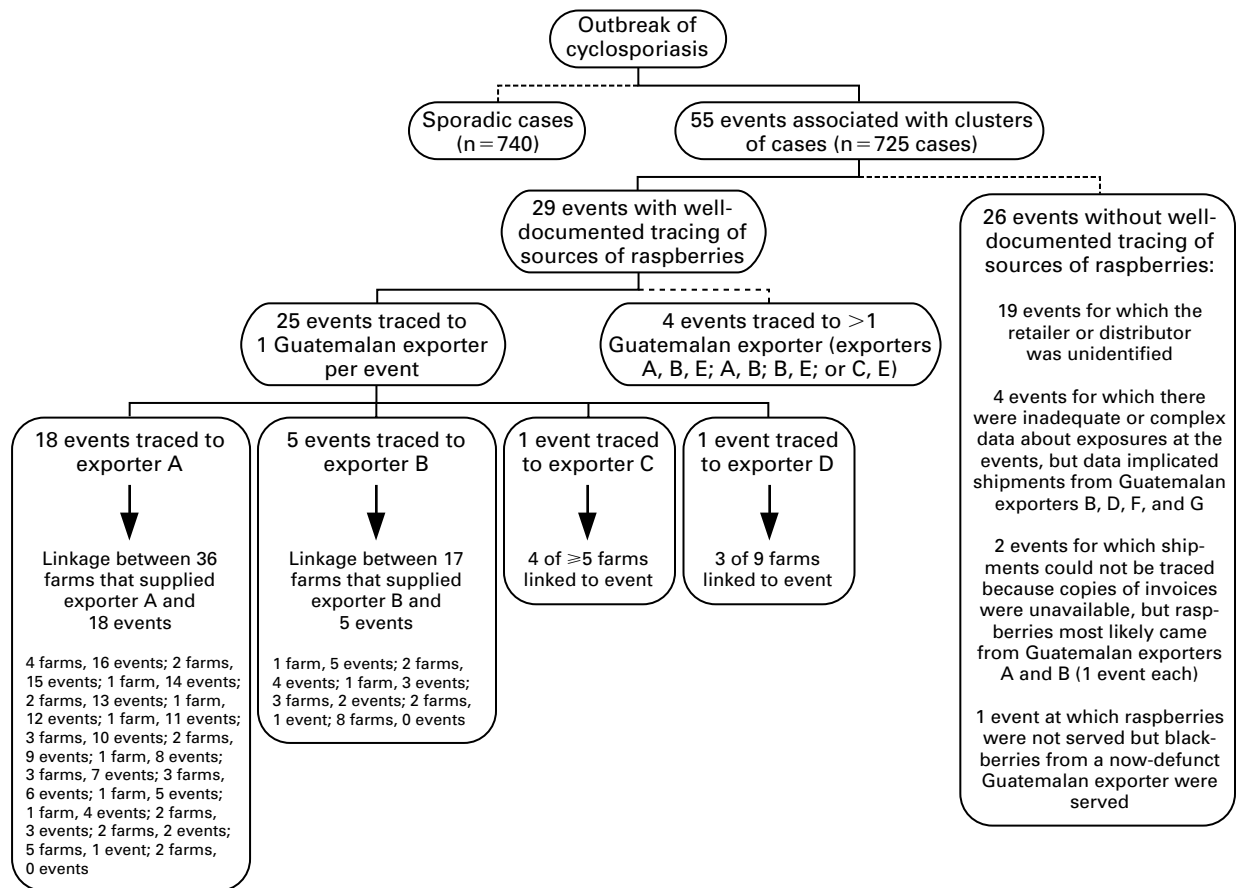 Outbreak of
cyclosporiasis
Sporadic cases
(n=740)
55 events associated with clusters
of cases (n=725 cases)
29 events with well-
documented tracing of
sources of raspberries
26 events without well-
documented tracing of
sources of raspberries:
19 events for which the
retailer or distributor
was unidentified
4 events for which there
were inadequate or complex
data about exposures at the
events, but data implicated
shipments from Guatemalan
exporters B, D, F, and G
2 events for which ship-
ments could not be traced
because copies of invoices
were unavailable, but rasp-
berries most likely came
from Guatemalan exporters
A and B (1 event each)
1 event at which raspberries
were not served but black-
berries from a now-defunct
Guatemalan exporter were
served
25 events traced to
1 Guatemalan exporter
per event
4 events traced to >1
Guatemalan exporter (exporters
A, B, E; A, B; B, E; or C, E)
18 events traced to
exporter A
Linkage between 36
farms that supplied
exporter A and
18 events
4 farms, 16 events; 2 farms,
15 events; 1 farm, 14 events;
2 farms, 13 events; 1 farm,
12 events; 1 farm, 11 events;
3 farms, 10 events; 2 farms,
9 events; 1 farm, 8 events;
3 farms, 7 events; 3 farms,
6 events; 1 farm, 5 events;
1 farm, 4 events; 2 farms,
3 events; 2 farms, 2 events;
5 farms, 1 event; 2 farms,
0 events
5 events traced to
exporter B
Linkage between 17
farms that supplied
exporter B and
5 events
1 farm, 5 events; 2 farms,
4 events; 1 farm, 3 events;
3 farms, 2 events; 2 farms,
1 event; 8 farms, 0 events
1 event traced
to exporter C
4 of ≥5 farms
linked to event
1 event traced
to exporter D
3 of 9 farms
linked to event